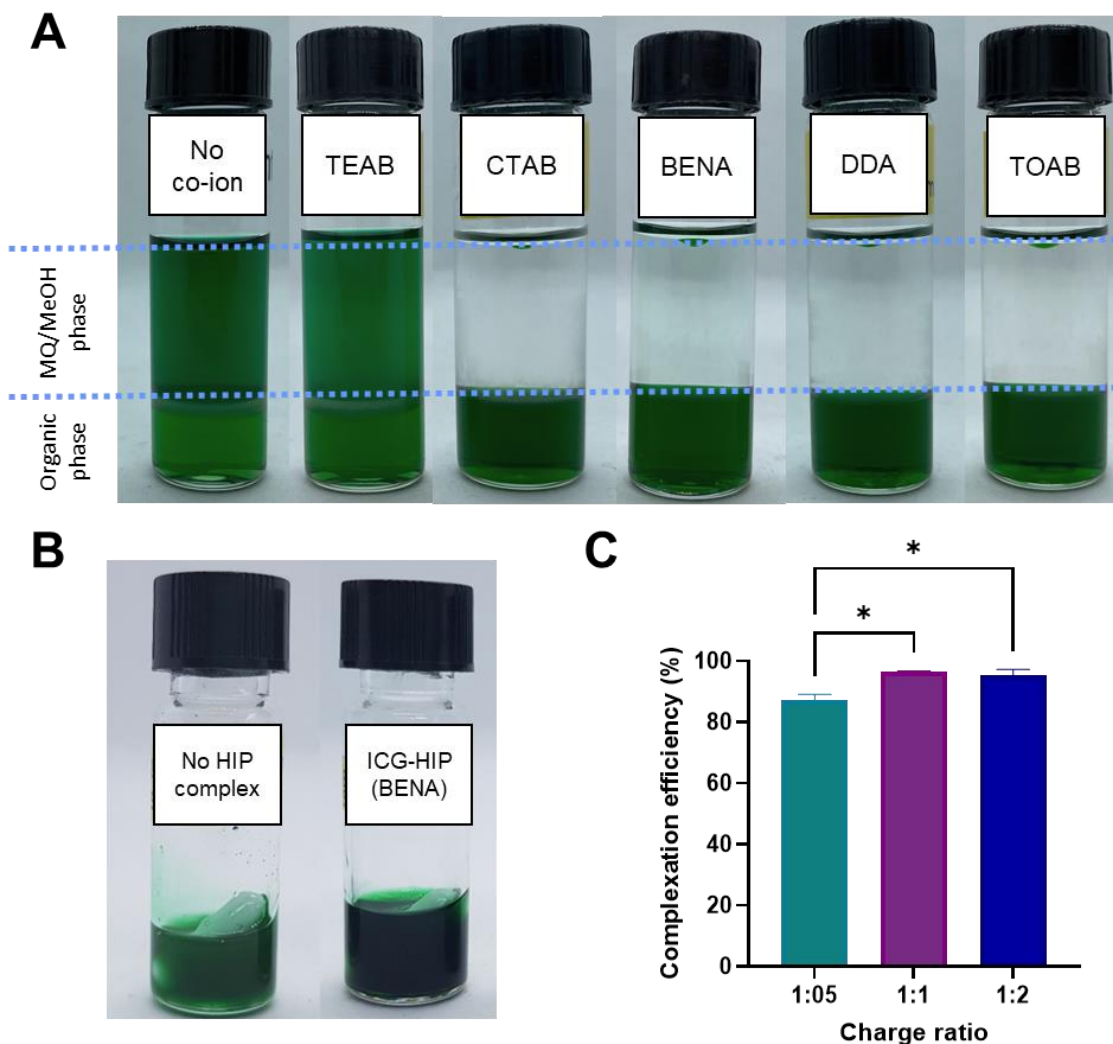 A
No
co-ion
TEAB
CTAB
BENA
DDA
TOAB
MQ/MeOH
phase
Organic
phase
B
No HIP
complex
ICG-HIP
(BENA)
C
*
*
Complexation efficiency (%)
100
80
60
40
20
0
1:05
1:1
1:2
Charge ratio